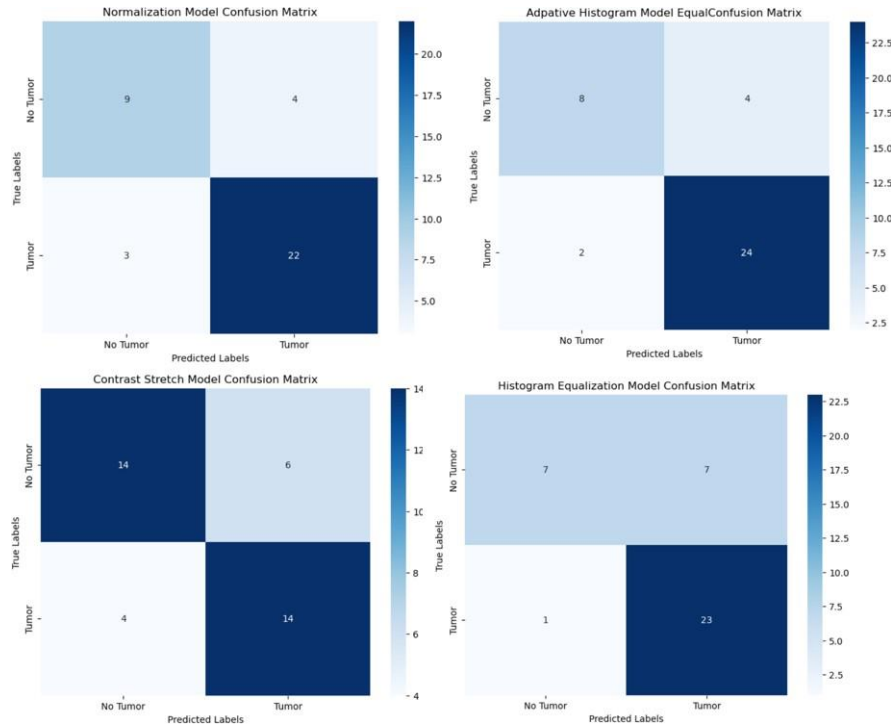 Normalization Model Confusion Matrix
No Tumor
9
4
True Labels
Tumor
3
22
No Tumor
Tumor
Predicted Labels
20.0
17.5
15.0
12.5
10.0
7.5
5.0
Adpative Histogram Model EqualConfusion Matrix
No Tumor
8
4
True Labels
Tumor
2
24
No Tumor
Tumor
Predicted Labels
22.5
20.0
17.5
15.0
12.5
10.0
7.5
5.0
2.5
Contrast Stretch Model Confusion Matrix
No Tumor
14
6
True Labels
Tumor
4
14
No Tumor
Tumor
Predicted Labels
14
12
10
8
6
4
Histogram Equalization Model Confusion Matrix
No Tumor
7
7
True Labels
Tumor
1
23
No Tumor
Tumor
Predicted Labels
22.5
20.0
17.5
15.0
12.5
10.0
7.5
5.0
2.5